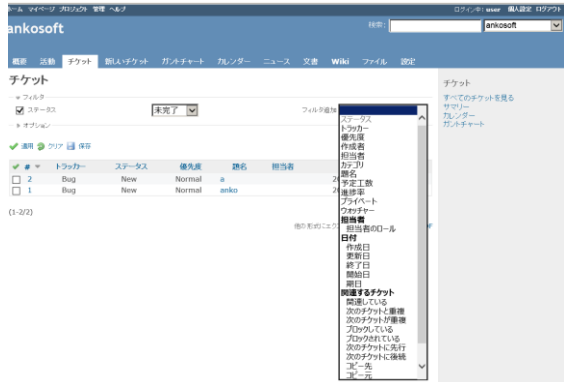 ホーム マイページ プロジェクト 管理 ヘルプ
ログイン中: user 個人設定 ログアウト
ankosoft
検索:
ankosoft
概要 活動 チケット 新しいチケット ガントチャート カレンダー ニュース 文書 Wiki ファイル 設定
チケット
フィルタ
ステータス
未完了
フィルタ追加
オプション
適用 クリア 保存
# トラッカー ステータス 優先度 題名 担当者
2 Bug New Normal a 20
1 Bug New Normal anko 20
(1-2/2)
他の形式にエク
ステータス
トラッカー
優先度
作成者
担当者
カテゴリ
題名
予定工数
進捗率
プライベート
ウォッチャー
担当者
担当者のロール
日付
作成日
更新日
終了日
開始日
期日
関連するチケット
関連している
次のチケットと重複
次のチケットが重複
ブロックしている
ブロックされている
次のチケットに先行
次のチケットに後続
コピー先
コピー元
チケット
すべてのチケットを見る
サマリー
カレンダー
ガントチャート